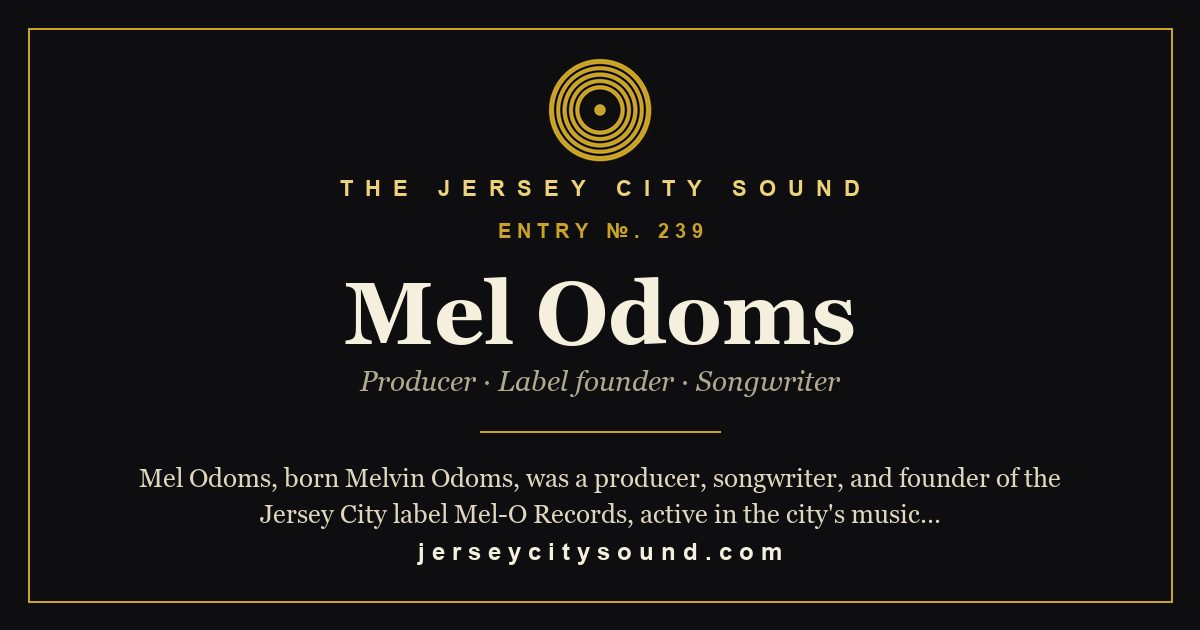 THE JERSEY CITY SOUND
ENTRY №. 239
Mel Odoms
Producer · Label founder · Songwriter
Mel Odoms, born Melvin Odoms, was a producer, songwriter, and founder of the
Jersey City label Mel-O Records, active in the city's music...
jerseycitysound.com